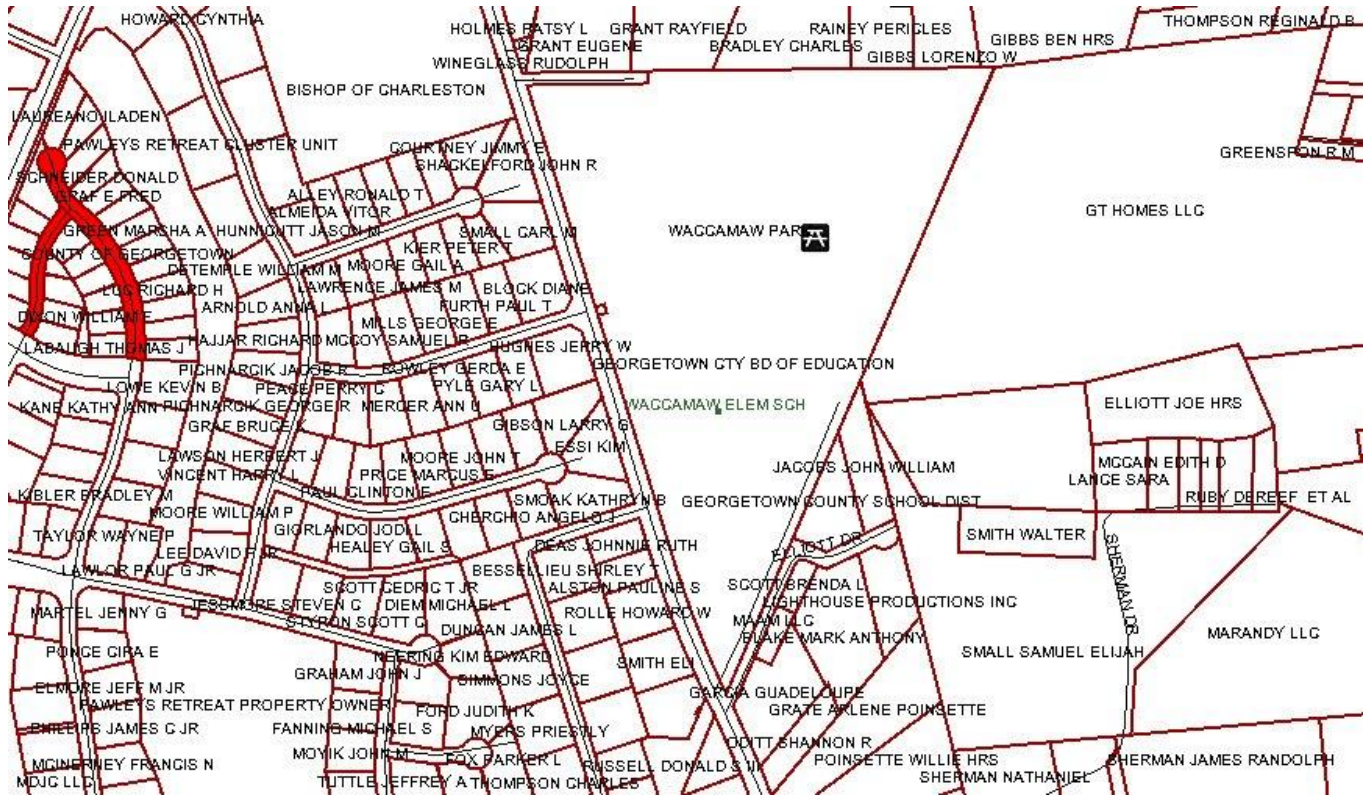 HOWARD CYNTHIA
HOLMES PATSY L
GRANT RAYFIELD
RAINEY PERICLES
THOMPSON REGINALD B
GRANT EUGENE
BRADLEY CHARLES
GIBBS BEN HRS
GIBBS LORENZO W
WINEGLASS RUDOLPH
BISHOP OF CHARLESTON
LAUREANO ILADEN
PAWLEYS RETREAT CLUSTER UNIT
COURTNEY JIMMY E
GREENSPON R M
SHACKELFORD JOHN R
SCHNEIDER DONALD
GRAF E FRED
ALLEY RONALD T
ALMEIDA VITOR
GT HOMES LLC
GREEN MARSHA A
HUNNICUTT JASON M
SMALL CARL W
WACCAMAW PARK
KIER PETER T
COUNTY OF GEORGETOWN
DETEMPLE WILLIAM M
MOORE GAIL A
LUC RICHARD H
LAWRENCE JAMES M
BLOCK DIANE
ARNOLD ANNA L
FURTH PAUL T
DIXON WILLIAM E
MILLS GEORGE E
LABAUGH THOMAS J
HAJJAR RICHARD
MCCOY SAMUEL R
HUGHES JERRY W
PICHNARCIK JACOB R
ROWLEY GERDA E
GEORGETOWN CTY BD OF EDUCATION
LOWE KEVIN B
PEACE PERRY C
PYLE GARY L
KANE KATHY ANN
PICHNARCIK GEORGE R
MERCER ANN U
WACCAMAW ELEM SCH
ELLIOTT JOE HRS
GRAF BRUCE K
GIBSON LARRY G
ESSI KIM
LAWSON HERBERT J
MOORE JOHN T
MCCAIN EDITH D
VINCENT HARRY L
PRICE MARCUS E
JACOBS JOHN WILLIAM
LANCE SARA
KIBLER BRADLEY M
PAUL CLINTON E
SMOAK KATHRYN B
GEORGETOWN COUNTY SCHOOL DIST
RUBY DEREEF ET AL
MOORE WILLIAM P
CHERCHIO ANGELO J
TAYLOR WAYNE P
GIORLANDO JODI L
SMITH WALTER
LEE DAVID F JR
HEALEY GAIL S
DEAS JOHNNIE RUTH
ELLIOTT DR
SHERMAN DR
LAWLOR PAUL G JR
BESSELLIEU SHIRLEY T
SCOTT CEDRIC T JR
ALSTON PAULINE S
SCOTT BRENDA L
MARTEL JENNY G
JESSMORE STEVEN C
DIEM MICHAEL L
ROLLE HOWARD W
LIGHTHOUSE PRODUCTIONS INC
STYRON SCOTT C
DUNCAN JAMES L
MAAM LLC
BLAKE MARK ANTHONY
MARANDY LLC
PONCE CIRA E
NEERING KIM EDWARD
SMITH ELI
SMALL SAMUEL ELIJAH
GRAHAM JOHN J
SIMMONS JOYCE
ELMORE JEFF M JR
GARCIA GUADELOUPE
PAWLEYS RETREAT PROPERTY OWNER
FORD JUDITH K
GRATE ARLENE POINSETTE
PHILLIPS JAMES C JR
FANNING MICHAEL S
MYERS PRIESTLY
MOYIK JOHN M
ODITT SHANNON R
MCINERNEY FRANCIS N
FOX PARKER L
RUSSELL DONALD S III
POINSETTE WILLIE HRS
SHERMAN JAMES RANDOLPH
MDJC LLC
TUTTLE JEFFREY A
THOMPSON CHARLES
SHERMAN NATHANIEL